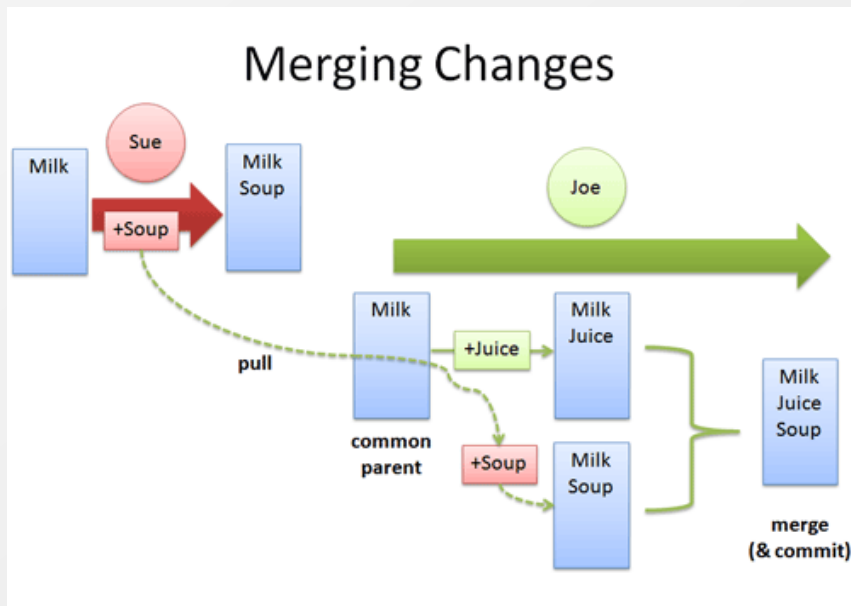 Merging Changes
Sue
Milk
Milk
Soup
+Soup
Joe
pull
Milk
common
parent
+Juice
Milk
Juice
+Soup
Milk
Soup
Milk
Juice
Soup
merge
(& commit)